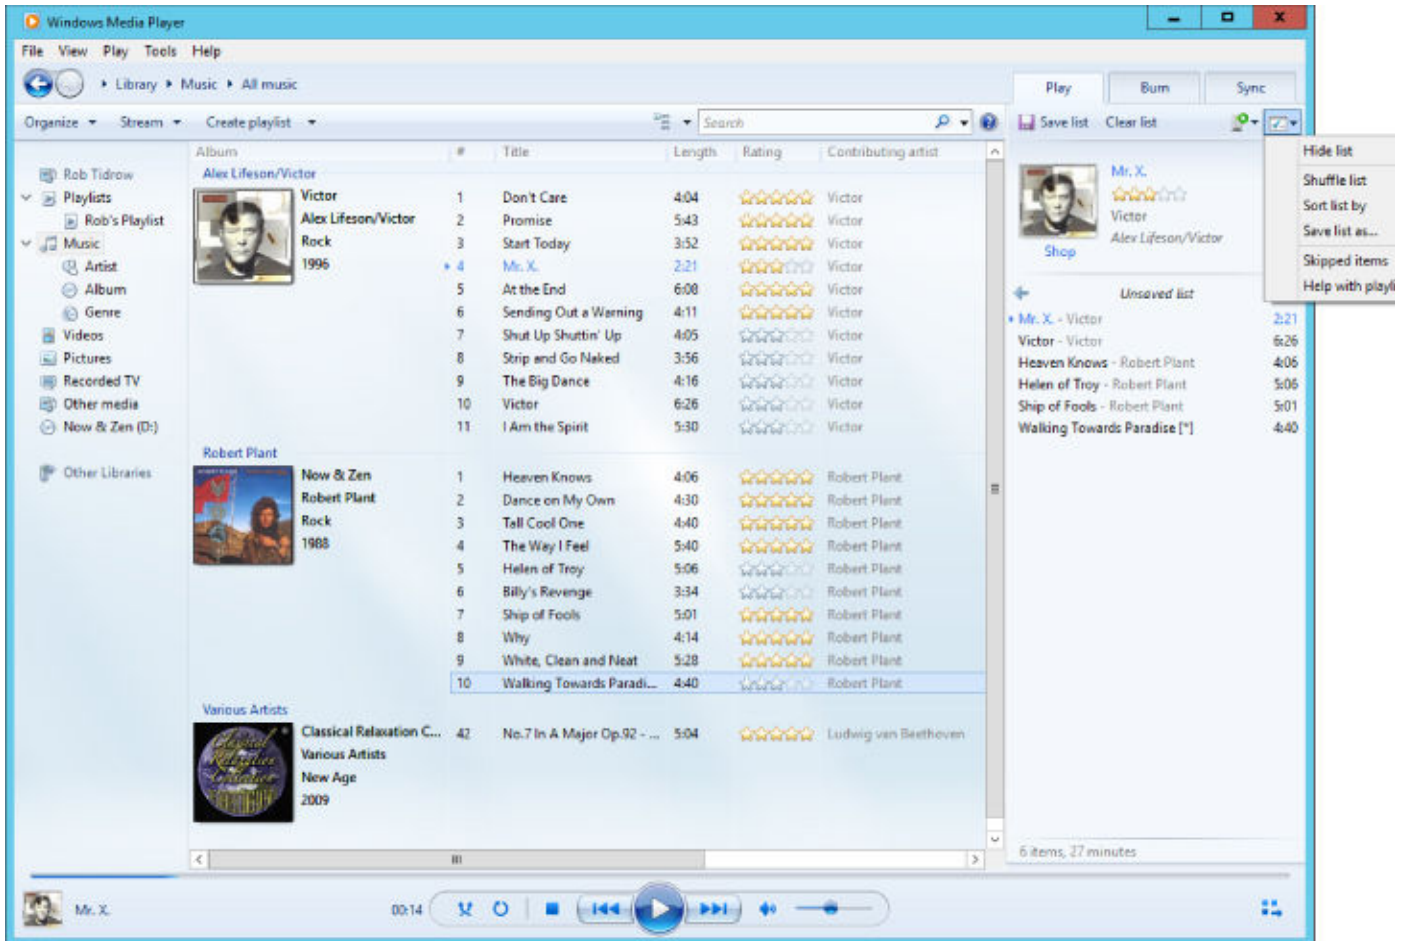 Windows Media Player
File View Play Tools Help
Library Music All music
Play Burn Sync
Organize Stream Create playlist Search Save list Clear list
Album # Title Length Rating Contributing artist
Hide list
Shuffle list
Sort list by
Save list as...
Skipped items
Help with playli
Rob Tidrow
Playlists
Rob's Playlist
Music
Artist
Album
Genre
Videos
Pictures
Recorded TV
Other media
Now & Zen (D:)
Other Libraries
Alex Lifeson/Victor
Victor
Alex Lifeson/Victor
Rock
1996
1 Don't Care 4:04 Victor
2 Promise 5:43 Victor
3 Start Today 3:52 Victor
4 Mr. X. 2:21 Victor
5 At the End 6:08 Victor
6 Sending Out a Warning 4:11 Victor
7 Shut Up Shuttin' Up 4:05 Victor
8 Strip and Go Naked 3:56 Victor
9 The Big Dance 4:16 Victor
10 Victor 6:26 Victor
11 I Am the Spirit 5:30 Victor
Robert Plant
Now & Zen
Robert Plant
Rock
1988
1 Heaven Knows 4:06 Robert Plant
2 Dance on My Own 4:30 Robert Plant
3 Tall Cool One 4:40 Robert Plant
4 The Way I Feel 5:40 Robert Plant
5 Helen of Troy 5:06 Robert Plant
6 Billy's Revenge 3:34 Robert Plant
7 Ship of Fools 5:01 Robert Plant
8 Why 4:14 Robert Plant
9 White, Clean and Neat 5:28 Robert Plant
10 Walking Towards Paradi... 4:40 Robert Plant
Various Artists
Classical Relaxation C...
Various Artists
New Age
2009
42 No.7 In A Major Op.92 - ... 5:04 Ludwig van Beethoven
Classical
Relaxation
Collection
Mr. X.
Victor
Alex Lifeson/Victor
Shop
Unsaved list
Mr. X. - Victor 2:21
Victor - Victor 6:26
Heaven Knows - Robert Plant 4:06
Helen of Troy - Robert Plant 5:06
Ship of Fools - Robert Plant 5:01
Walking Towards Paradise [*] 4:40
6 items, 27 minutes
Mr. X. 00:14